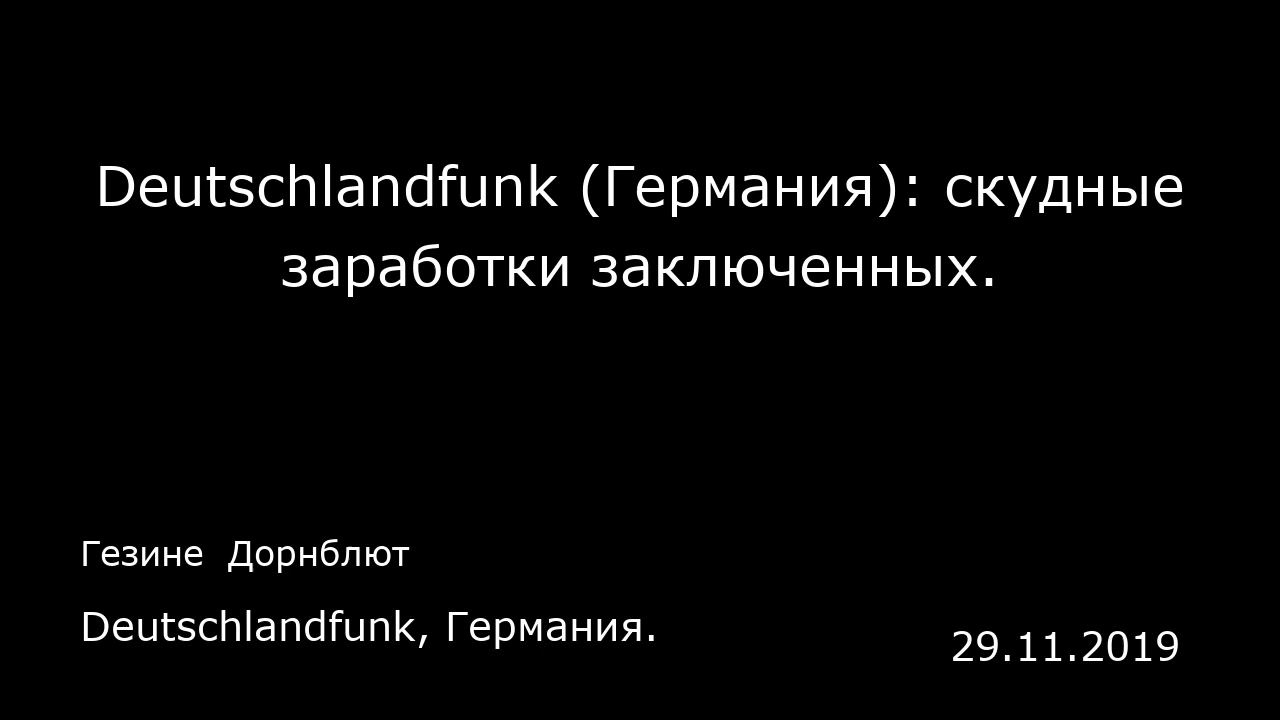 Deutschlandfunk (Германия): скудные
заработки заключенных.
Гезине Дорнблют
Deutschlandfunk, Германия.
29.11.2019